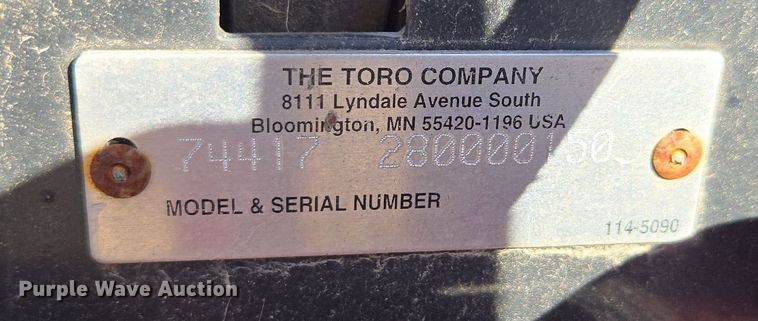 THE TORO COMPANY
8111 Lyndale Avenue South
Bloomington, MN 55420-1196 USA
74417 280000150
MODEL & SERIAL NUMBER
114-5090
Purple Wave Auction